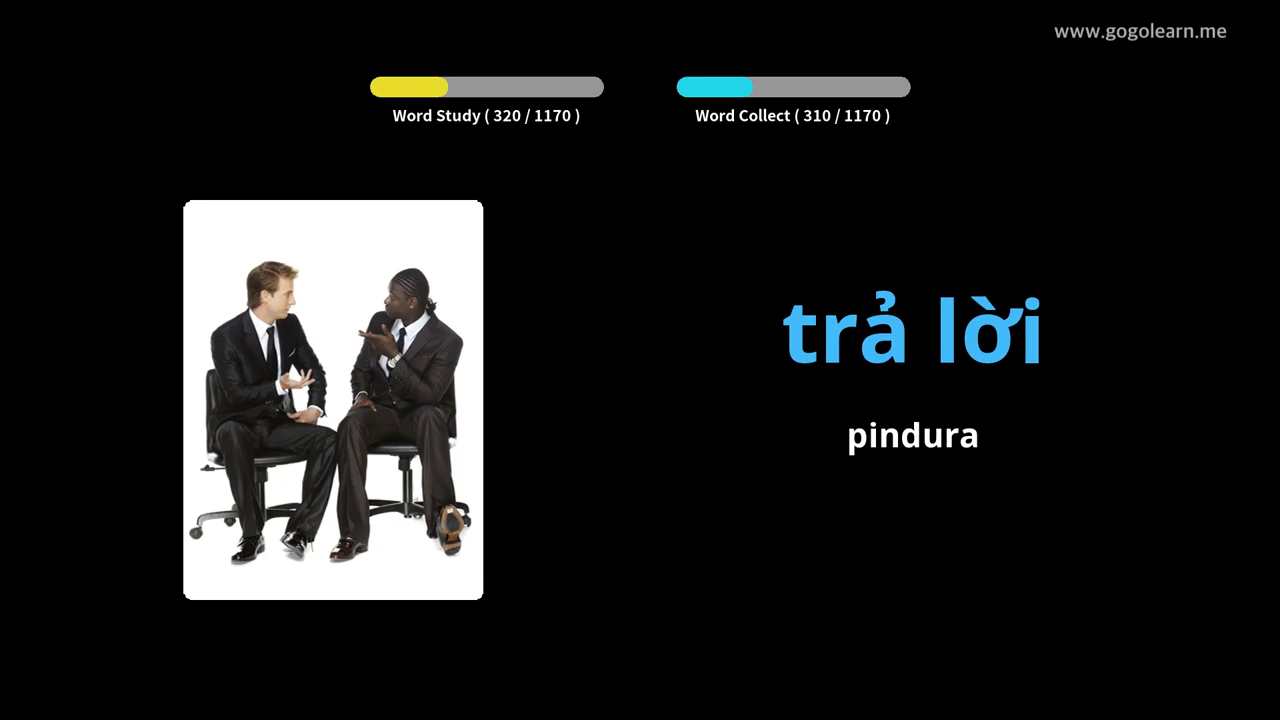 www.gogolearn.me
Word Study ( 320 / 1170 )
Word Collect ( 310 / 1170 )
trả lời
pindura